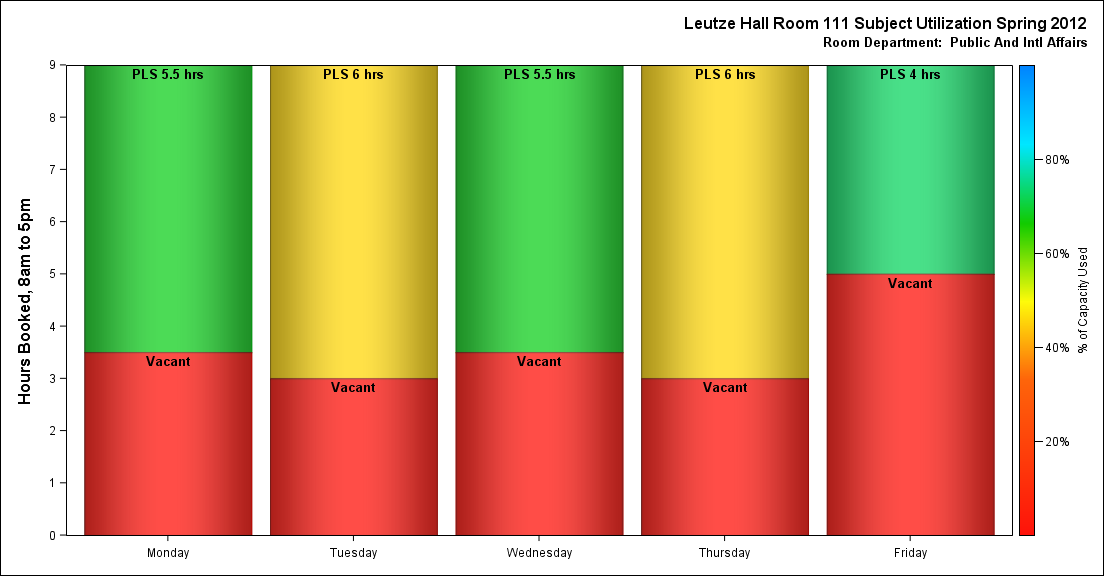 Leutze Hall Room 111 Subject Utilization Spring 2012
Room Department:  Public And Intl Affairs
Hours Booked, 8am to 5pm
9
8
7
6
5
4
3
2
1
0
PLS 5.5 hrs
PLS 6 hrs
PLS 5.5 hrs
PLS 6 hrs
PLS 4 hrs
Vacant
Vacant
Vacant
Vacant
Vacant
Monday
Tuesday
Wednesday
Thursday
Friday
80%
60%
40%
20%
% of Capacity Used